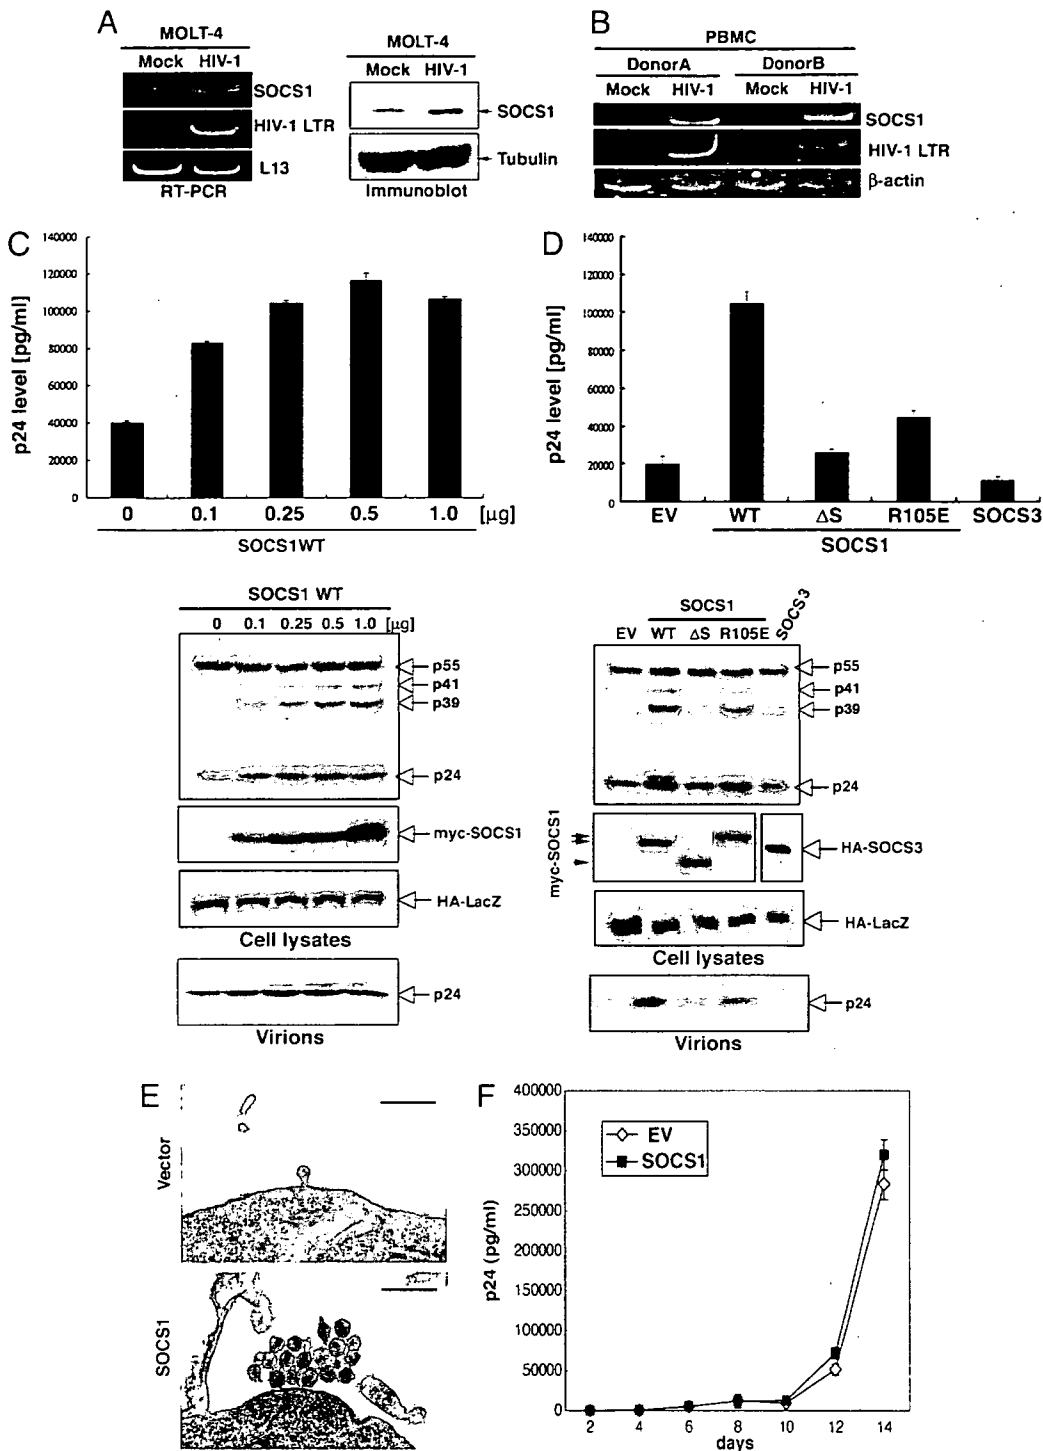 A
MOLT-4
Mock HIV-1
SOCS1
HIV-1 LTR
L13
RT-PCR
MOLT-4
Mock HIV-1
SOCS1
Tubulin
Immunoblot
B
PBMC
DonorA DonorB
Mock HIV-1 Mock HIV-1
SOCS1
HIV-1 LTR
β-actin
C
p24 level [pg/ml]
140000
120000
100000
80000
60000
40000
20000
0
0 0.1 0.25 0.5 1.0 [μg]
SOCS1WT
SOCS1 WT
0 0.1 0.25 0.5 1.0 [μg]
p55
p41
p39
p24
myc-SOCS1
HA-LacZ
Cell lysates
p24
Virions
D
p24 level [pg/ml]
140000
120000
100000
80000
60000
40000
20000
0
EV WT ΔS R105E SOCS3
SOCS1
SOCS1
EV WT ΔS R105E SOCS3
p55
p41
p39
p24
myc-SOCS1
HA-SOCS3
HA-LacZ
Cell lysates
p24
Virions
E
Vector
SOCS1
F
p24 (pg/ml)
400000
350000
300000
250000
200000
150000
100000
50000
0
EV
SOCS1
2 4 6 8 10 12 14
days